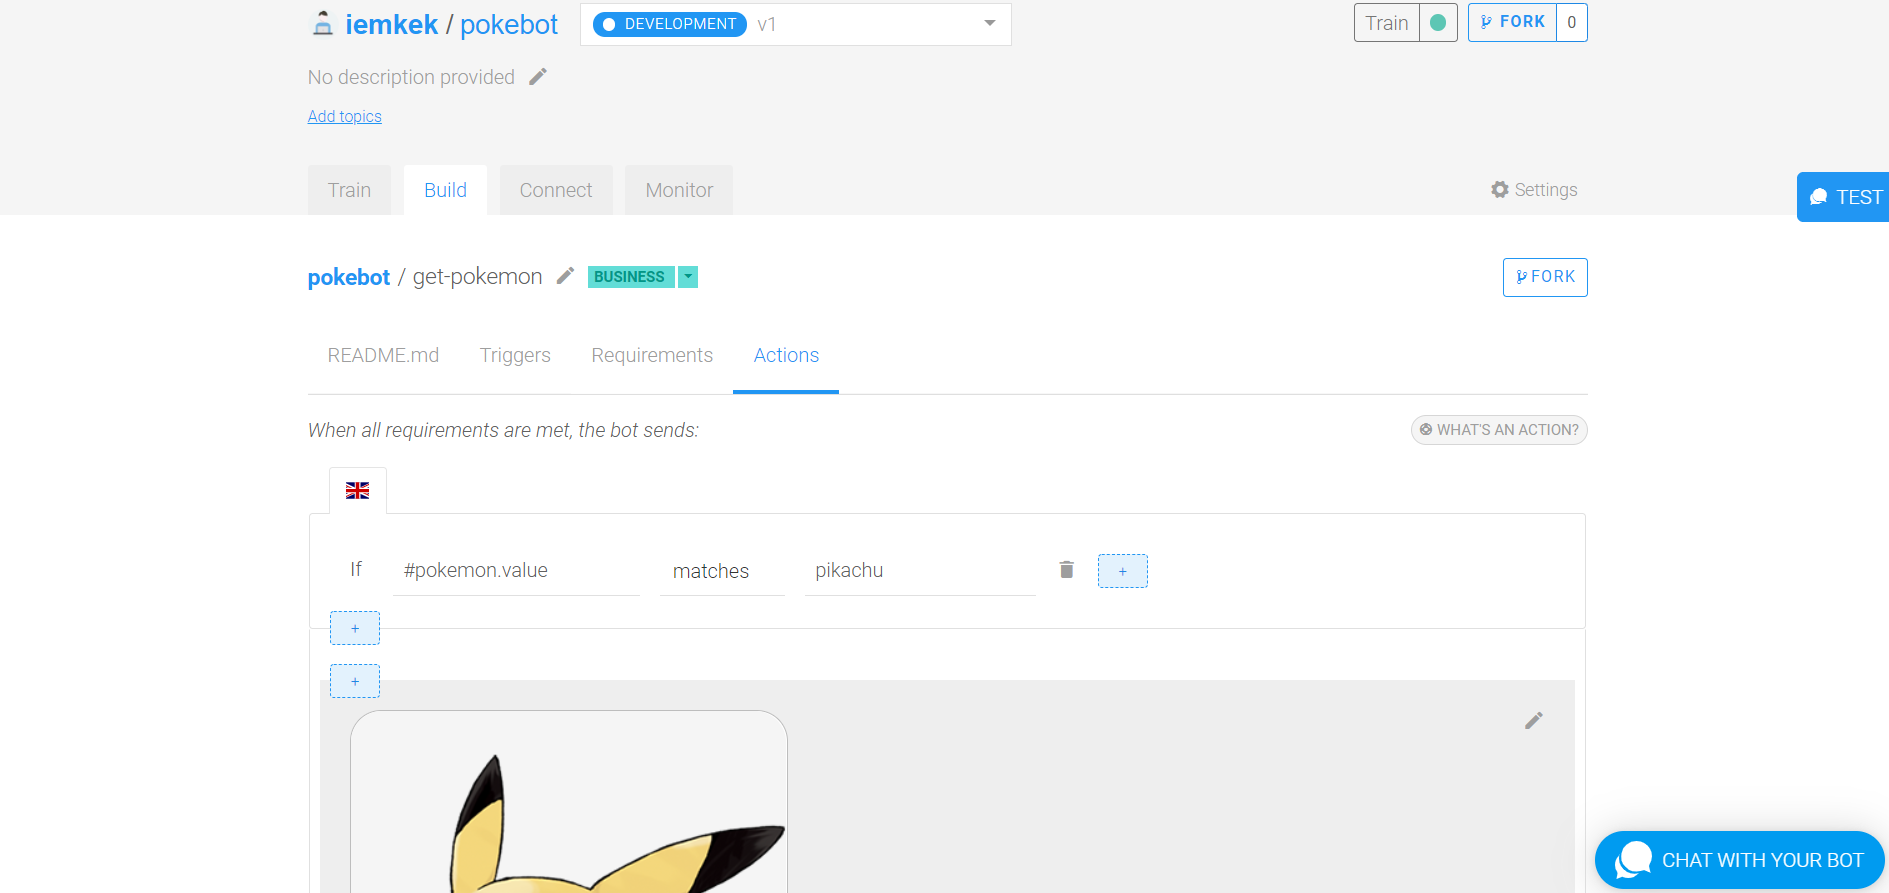 iemkek / pokebot DEVELOPMENT v1 Train FORK 0
No description provided
Add topics
Train Build Connect Monitor Settings TEST
pokebot / get-pokemon BUSINESS FORK
README.md Triggers Requirements Actions
When all requirements are met, the bot sends: WHAT'S AN ACTION?
If #pokemon.value matches pikachu +
+
+
CHAT WITH YOUR BOT